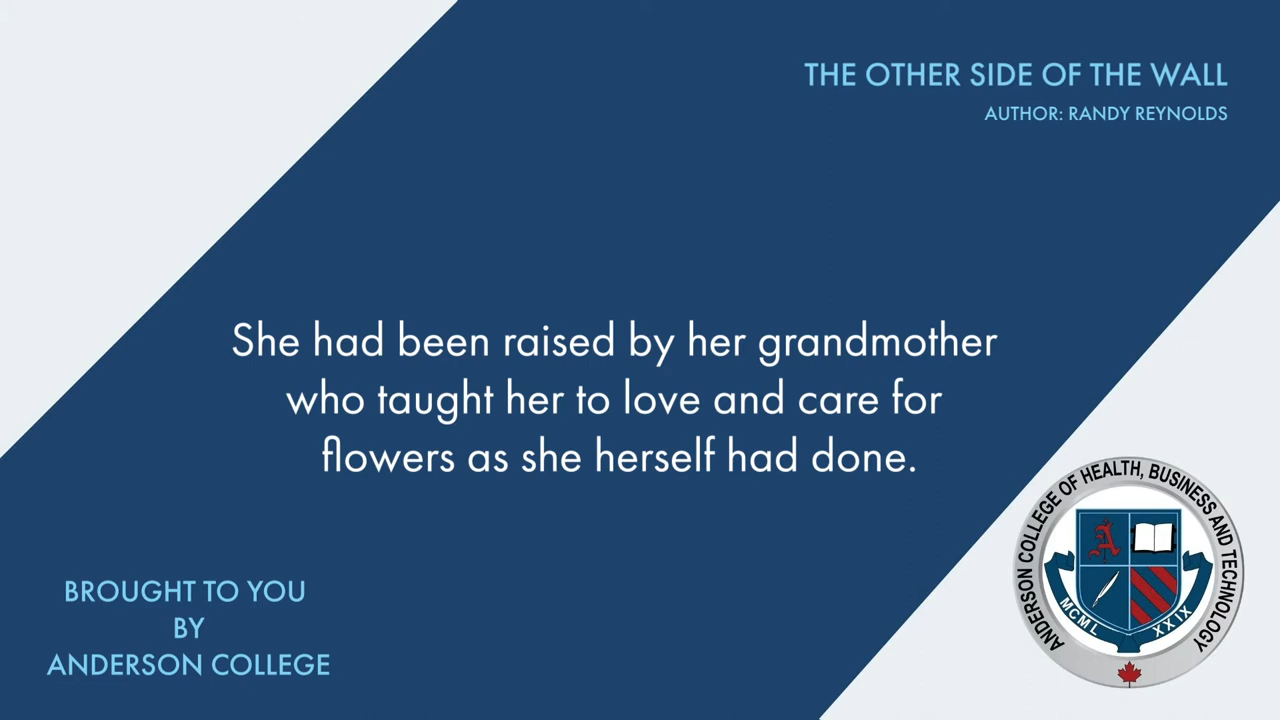 THE OTHER SIDE OF THE WALL
AUTHOR: RANDY REYNOLDS
She had been raised by her grandmother
who taught her to love and care for
flowers as she herself had done.
BROUGHT TO YOU
BY
ANDERSON COLLEGE
ANDERSON COLLEGE OF HEALTH, BUSINESS AND TECHNOLOGY
A
MCML XXIX